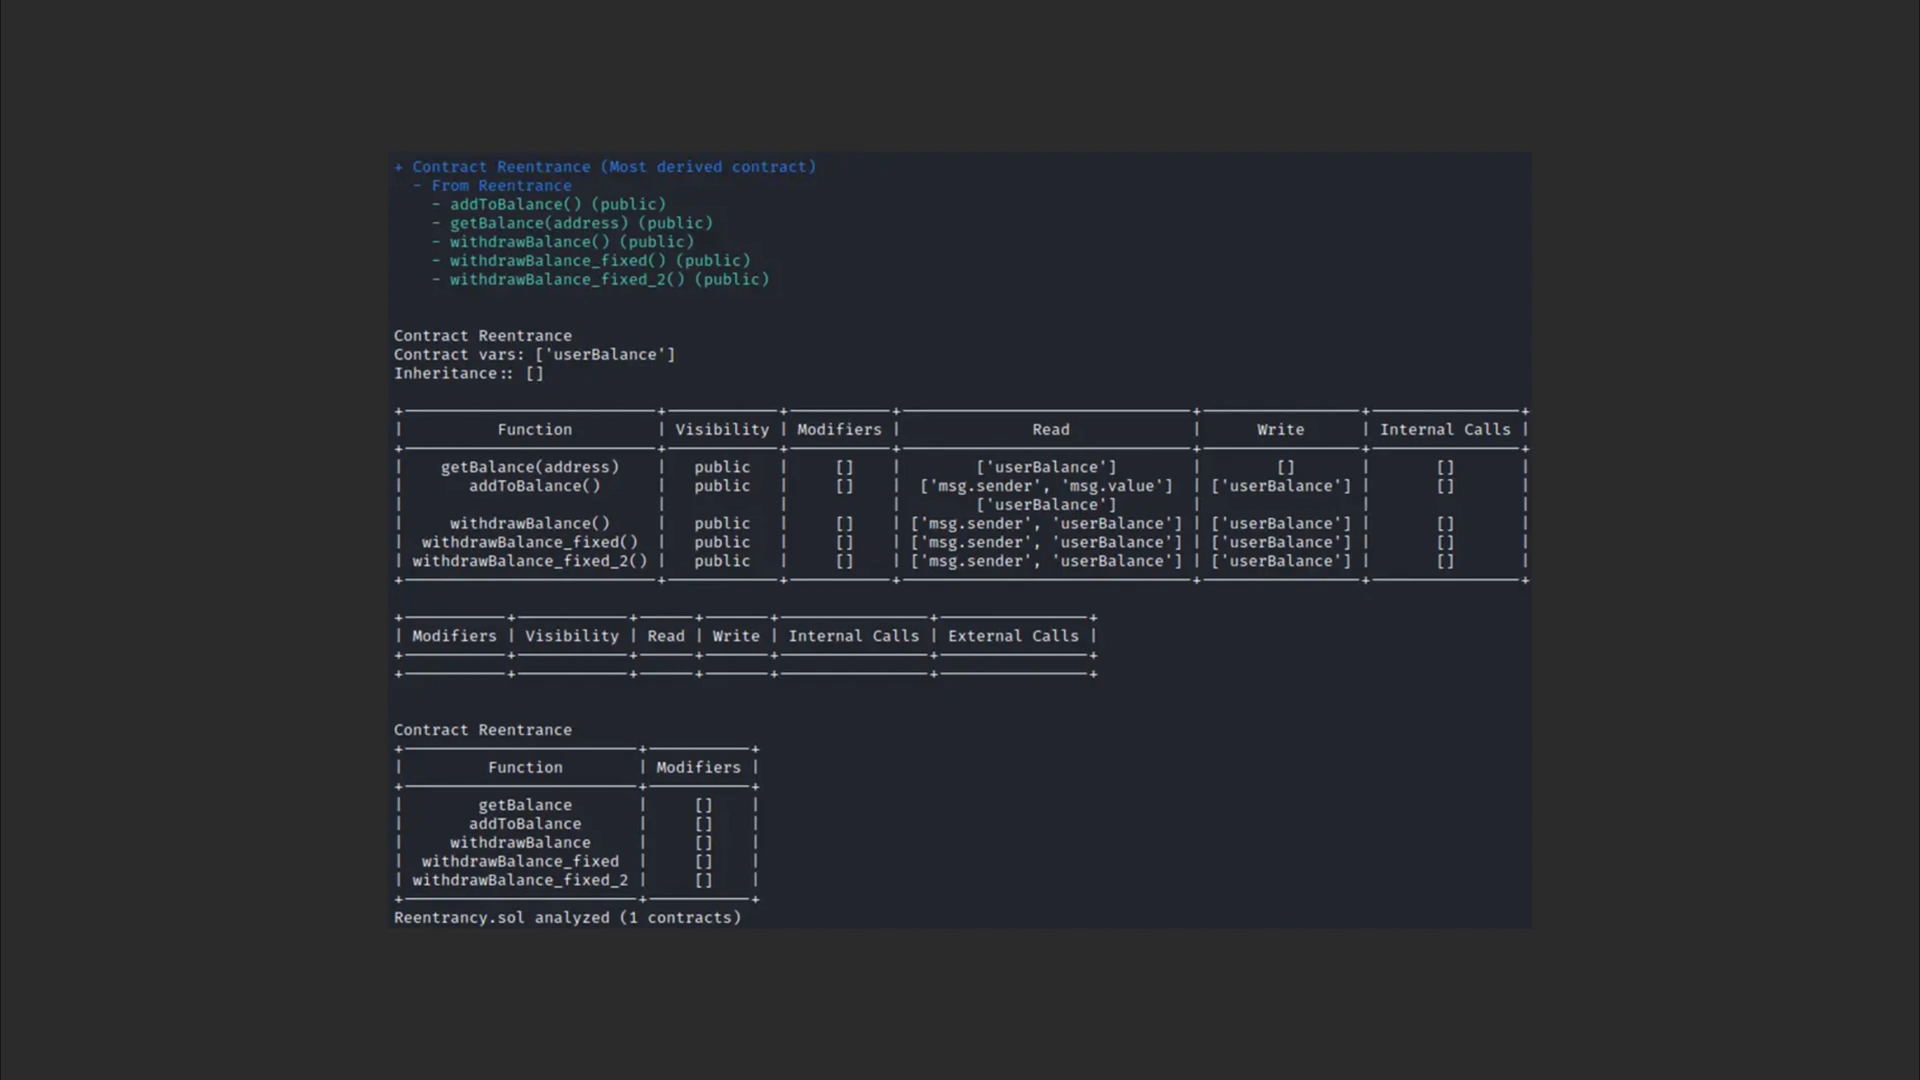 + Contract Reentrance (Most derived contract)
- From Reentrance
- addToBalance() (public)
- getBalance(address) (public)
- withdrawBalance() (public)
- withdrawBalance_fixed() (public)
- withdrawBalance_fixed_2() (public)
Contract Reentrance
Contract vars: ['userBalance']
Inheritance:: []
| Function | Visibility | Modifiers | Read | Write | Internal Calls |
| getBalance(address) | public | [] | ['userBalance'] | [] | [] |
| addToBalance() | public | [] | ['msg.sender', 'msg.value'] | ['userBalance'] | [] |
| | | | ['userBalance'] | | |
| withdrawBalance() | public | [] | ['msg.sender', 'userBalance'] | ['userBalance'] | [] |
| withdrawBalance_fixed() | public | [] | ['msg.sender', 'userBalance'] | ['userBalance'] | [] |
| withdrawBalance_fixed_2() | public | [] | ['msg.sender', 'userBalance'] | ['userBalance'] | [] |
| Modifiers | Visibility | Read | Write | Internal Calls | External Calls |
Contract Reentrance
| Function | Modifiers |
| getBalance | [] |
| addToBalance | [] |
| withdrawBalance | [] |
| withdrawBalance_fixed | [] |
| withdrawBalance_fixed_2 | [] |
Reentrancy.sol analyzed (1 contracts)